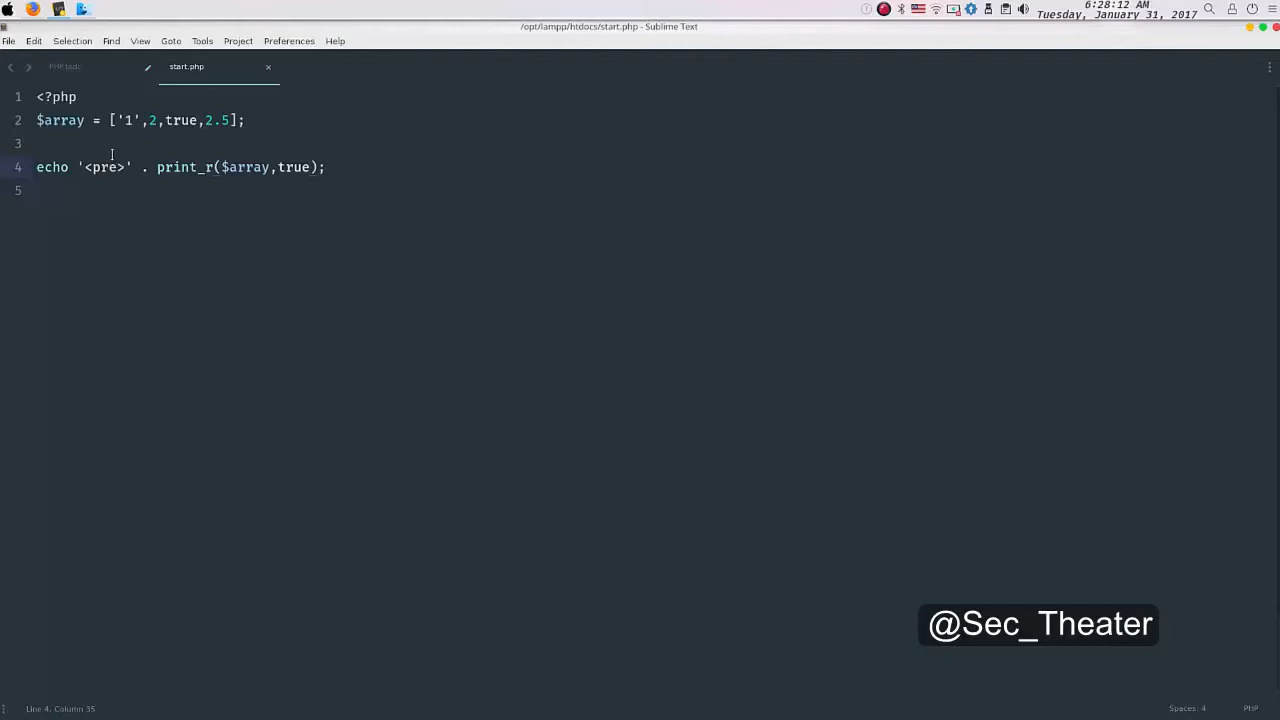 6:28:12 AM
Tuesday, January 31, 2017
/opt/lampp/htdocs/start.php - Sublime Text
File Edit Selection Find View Goto Tools Project Preferences Help
PHP.todo start.php
1 <?php
2 $array = ['1',2,true,2.5];
3
4 echo '<pre>' . print_r($array,true);
5
@Sec_Theater
Line 4, Column 35 Spaces: 4 PHP